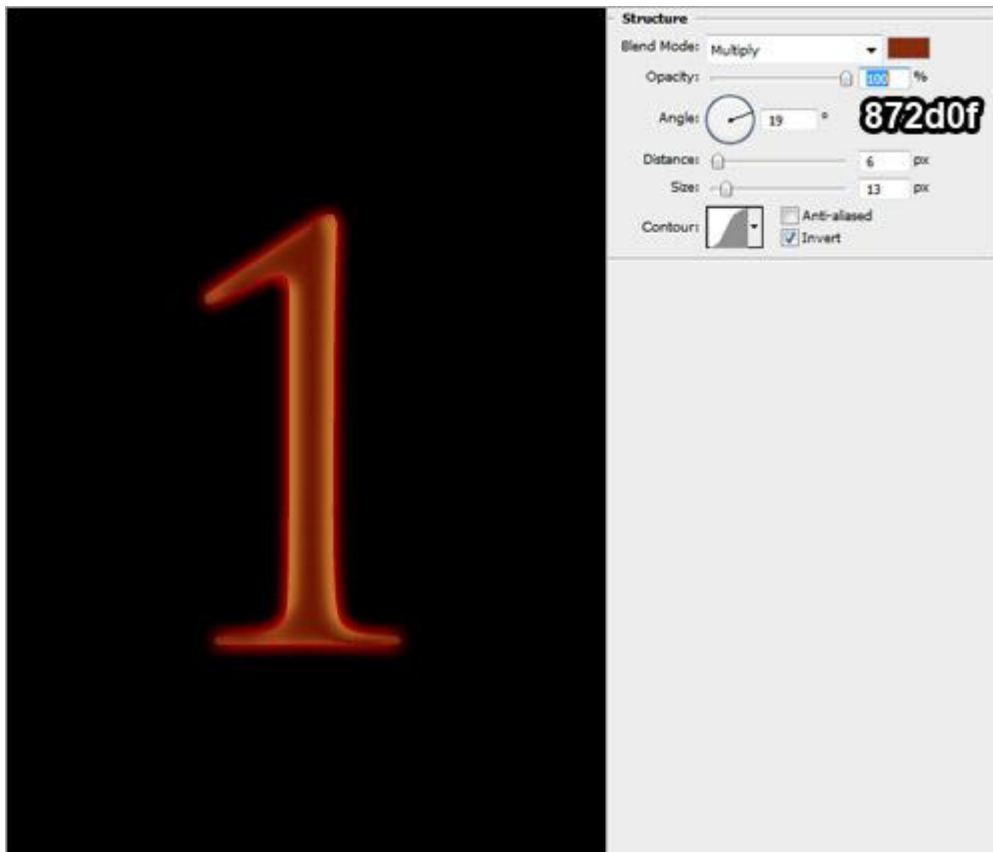 1
Structure
Blend Mode: Multiply
Opacity: 100 %
872d0f
Angle: 19 °
Distance: 6 px
Size: 13 px
Contour:
Anti-aliased
Invert